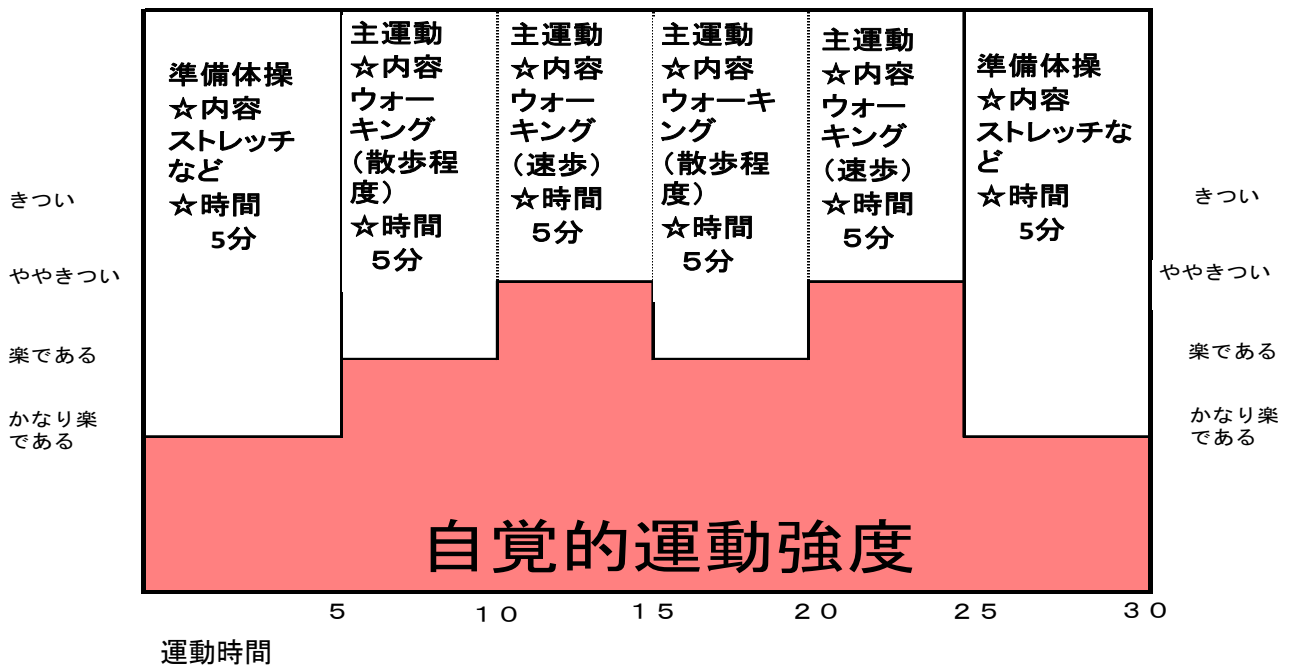 準備体操
☆内容
ストレッチ
など
☆時間
5分
主運動
☆内容
ウォー
キング
（散歩程
度）
☆時間
５分
主運動
☆内容
ウォー
キング
（速歩）
☆時間
５分
主運動
☆内容
ウォーキ
ング
（散歩程
度）
☆時間
５分
主運動
☆内容
ウォー
キング
（速歩）
☆時間
５分
準備体操
☆内容
ストレッチな
ど
☆時間
5分
きつい
ややきつい
楽である
かなり楽
である
きつい
ややきつい
楽である
かなり楽
である
自覚的運動強度
５
１０
１５
２０
２５
３０
運動時間